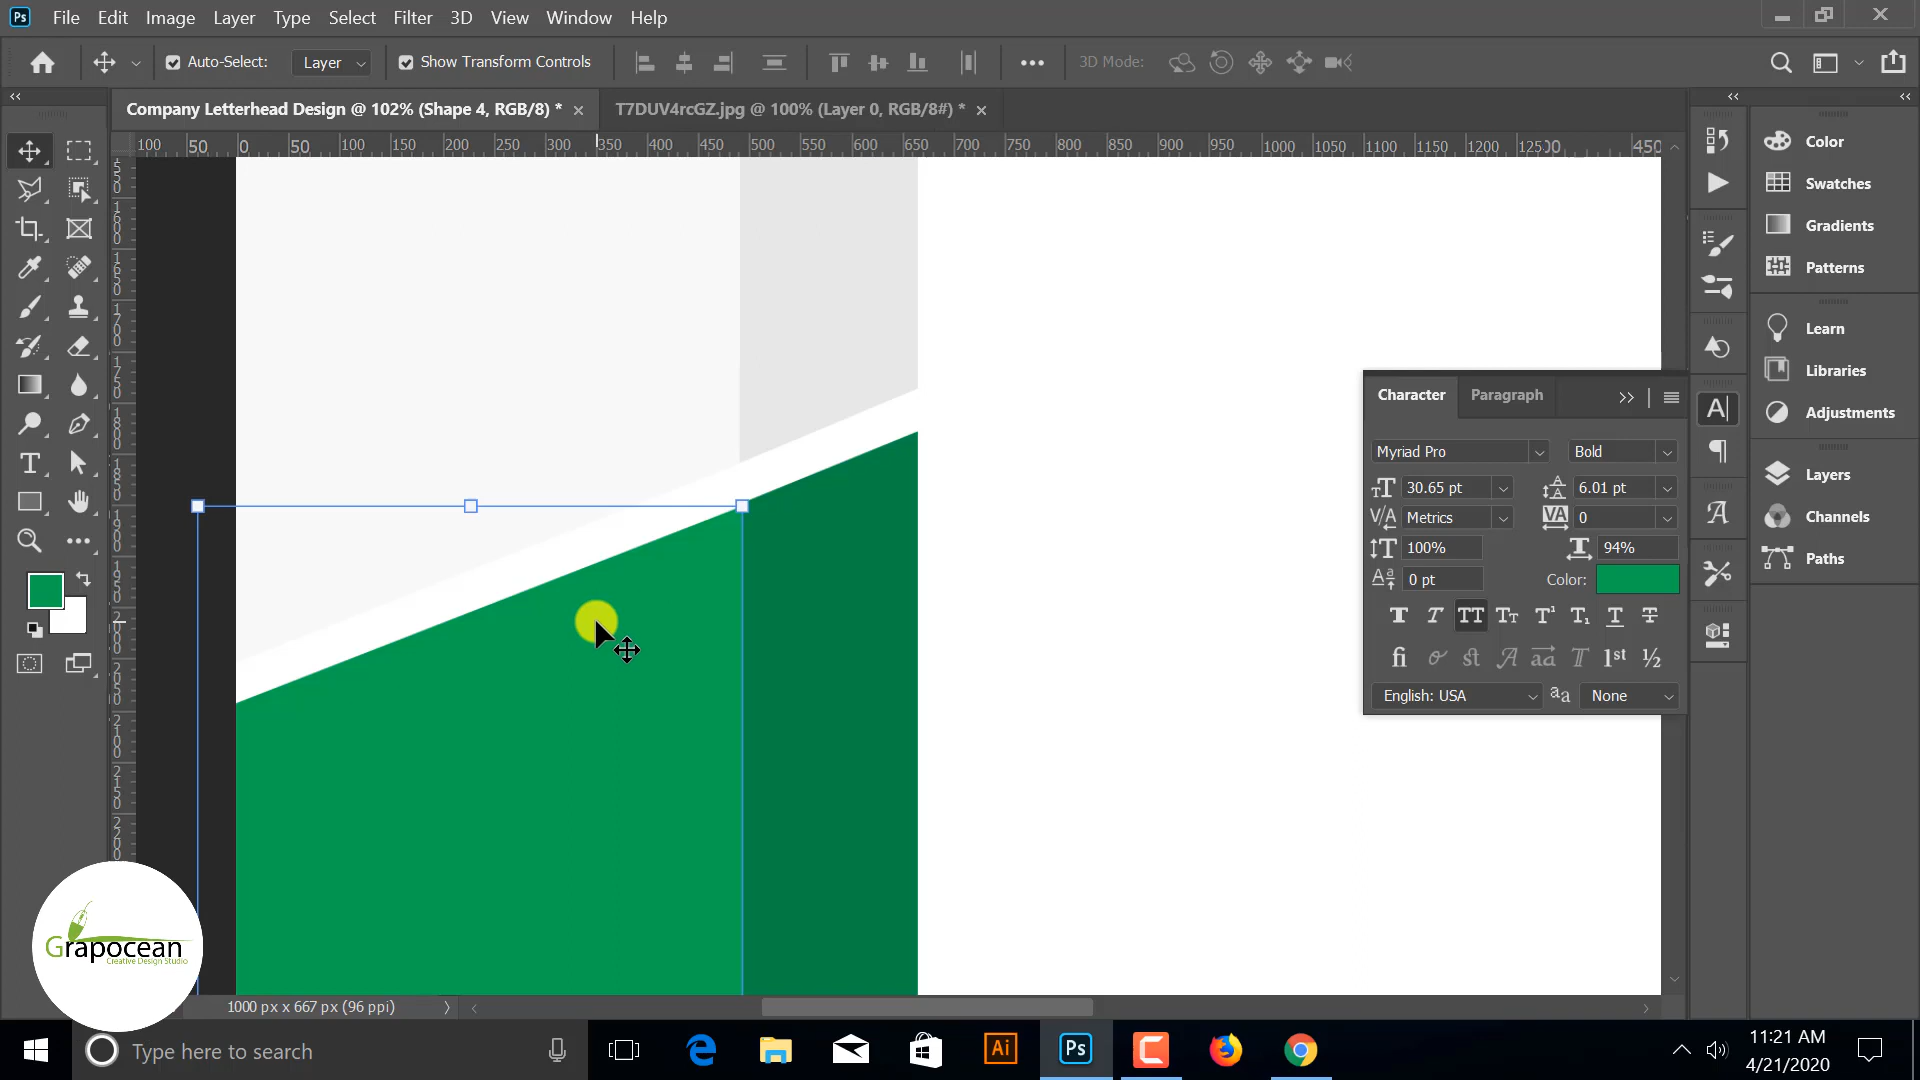 Ps File Edit Image Layer Type Select Filter 3D View Window Help
Auto-Select: Layer Show Transform Controls 3D Mode:
Company Letterhead Design @ 102% (Shape 4, RGB/8) * T7DUV4rcGZ.jpg @ 100% (Layer 0, RGB/8#) *
100 50 0 50 100 150 200 250 300 350 400 450 500 550 600 650 700 750 800 850 900 950 1000 1050 1100 1150 1200
Color
Swatches
Gradients
Patterns
Learn
Libraries
Adjustments
Layers
Channels
Paths
Character Paragraph
Myriad Pro Bold
30.65 pt 6.01 pt
Metrics 0
100% 94%
0 pt Color:
English: USA aa None
Grapocean
Creative Design Studio
1000 px x 667 px (96 ppi)
Type here to search
Ai Ps
11:21 AM
4/21/2020